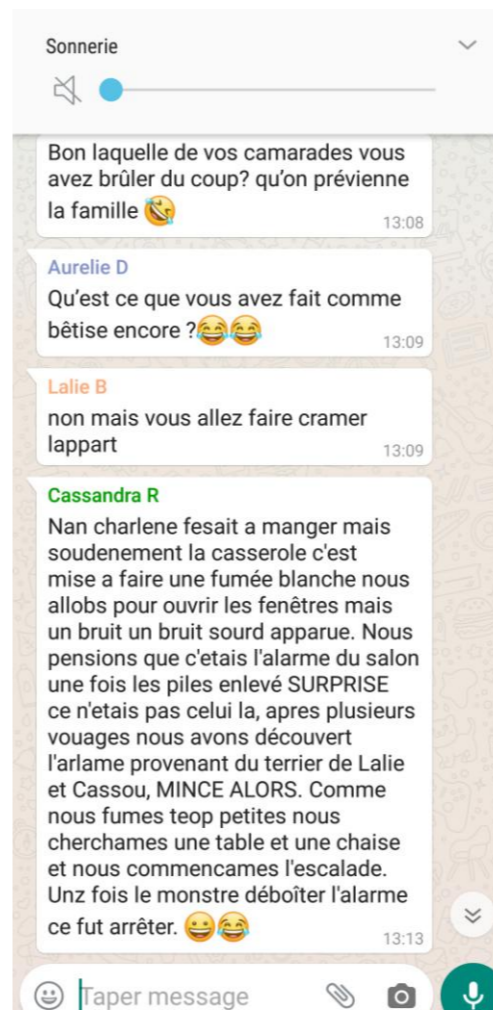 Sonnerie
Bon laquelle de vos camarades vous
avez brûler du coup? qu'on prévienne
la famille 🤣
13:08
Aurelie D
Qu'est ce que vous avez fait comme
bêtise encore ?😂😂
13:09
Lalie B
non mais vous allez faire cramer
lappart
13:09
Cassandra R
Nan charlene fesait a manger mais
soudenement la casserole c'est
mise a faire une fumée blanche nous
allobs pour ouvrir les fenêtres mais
un bruit un bruit sourd apparue. Nous
pensions que c'etais l'alarme du salon
une fois les piles enlevé SURPRISE
ce n'etais pas celui la, apres plusieurs
vouages nous avons découvert
l'arlame provenant du terrier de Lalie
et Cassou, MINCE ALORS. Comme
nous fumes teop petites nous
cherchames une table et une chaise
et nous commencames l'escalade.
Unz fois le monstre déboîter l'alarme
ce fut arrêter. 😀😂
13:13
Taper message